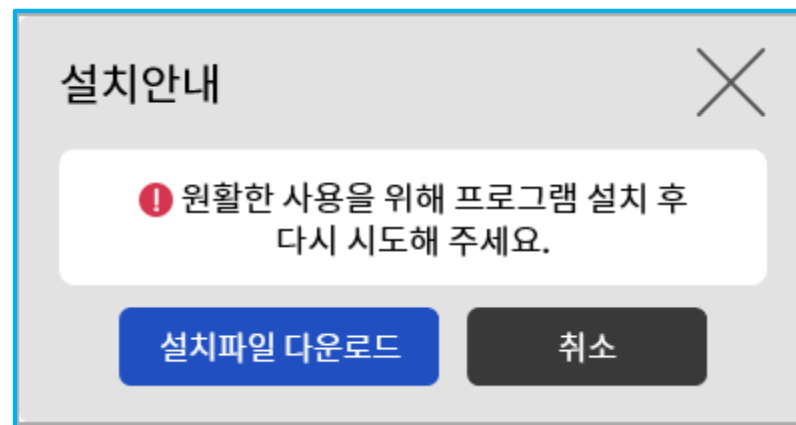 설치안내
원활한 사용을 위해 프로그램 설치 후
다시 시도해 주세요.
설치파일 다운로드
취소